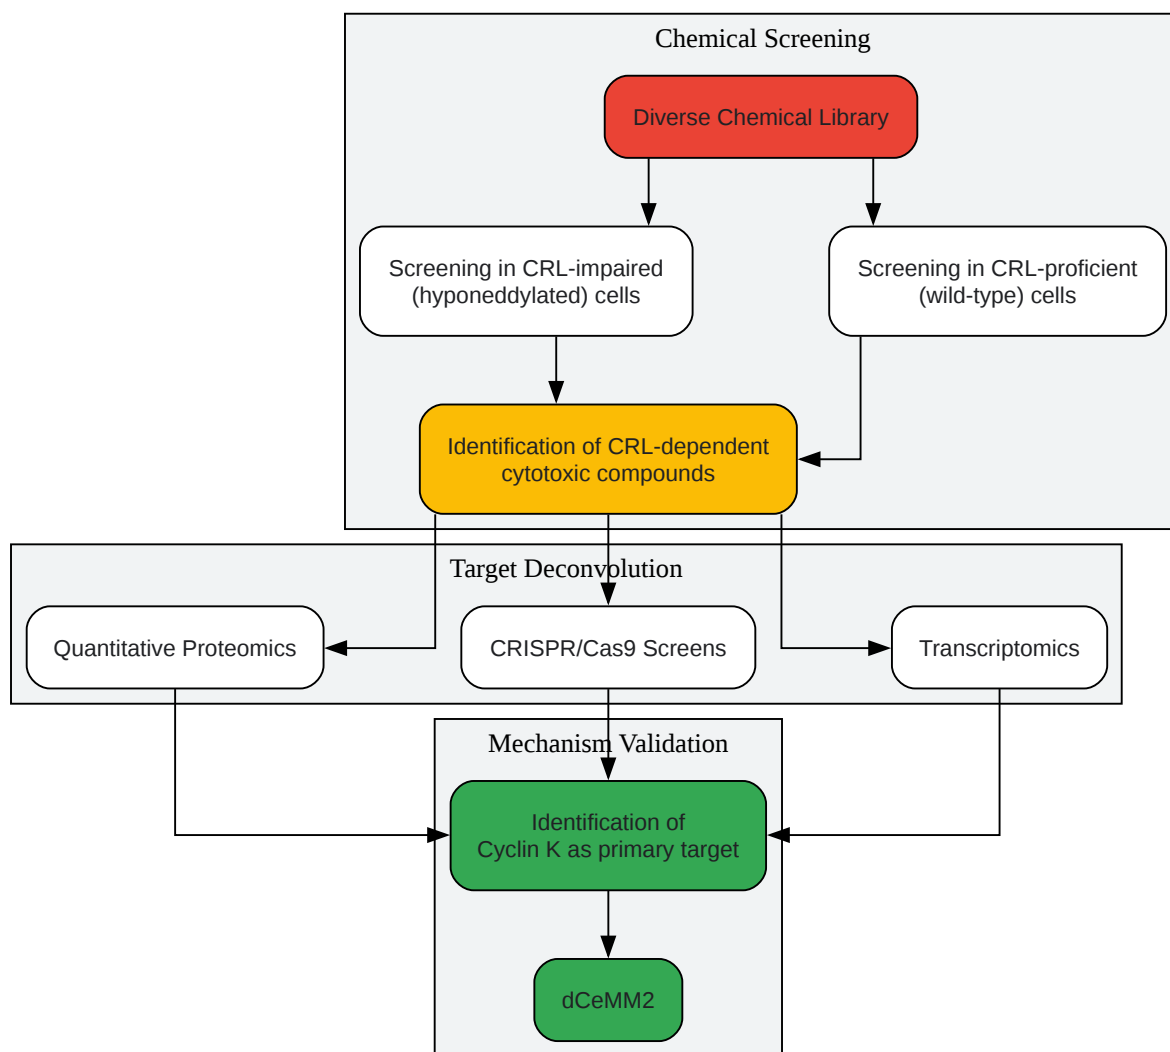 Chemical Screening
Diverse Chemical Library
Screening in CRL-impaired
(hyponeddylated) cells
Screening in CRL-proficient
(wild-type) cells
Identification of CRL-dependent
cytotoxic compounds
Target Deconvolution
Quantitative Proteomics
CRISPR/Cas9 Screens
Transcriptomics
Mechanism Validation
Identification of
Cyclin K as primary target
dCeMM2